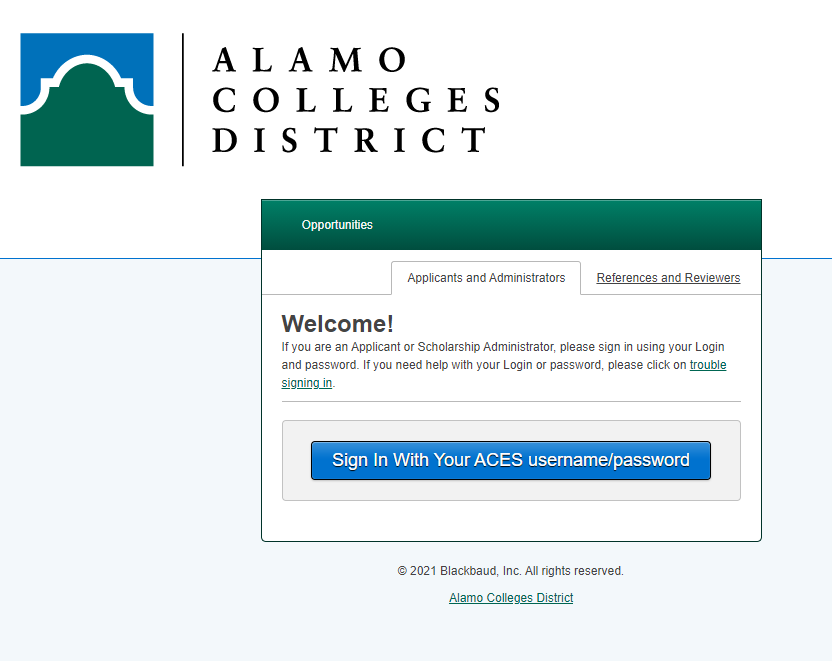 ALAMO
COLLEGES
DISTRICT
Opportunities
Applicants and Administrators
References and Reviewers
Welcome!
If you are an Applicant or Scholarship Administrator, please sign in using your Login
and password. If you need help with your Login or password, please click on trouble
signing in.
Sign In With Your ACES username/password
© 2021 Blackbaud, Inc. All rights reserved.
Alamo Colleges District